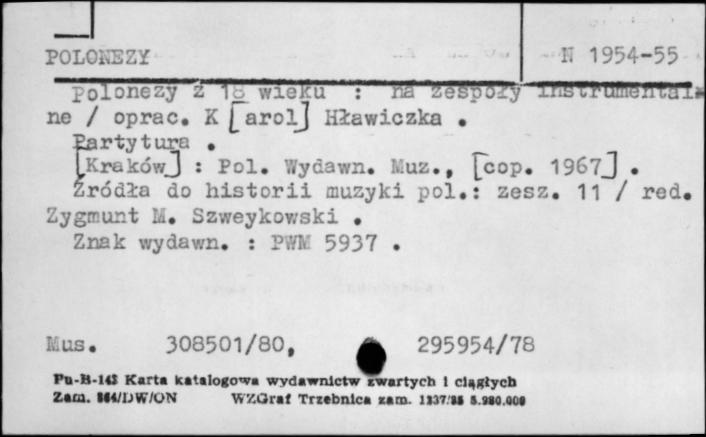 POLONEZY N 1954-55
Polonezy z 18 wieku : na zespoły instrumental-
ne / oprac. K [arol] Hławiczka .
Partytura .
[Kraków] : Pol. Wydawn. Muz., [cop. 1967] .
Źródła do historii muzyki pol.: zesz. 11 / red.
Zygmunt M. Szweykowski .
Znak wydawn. : PWM 5937 .
Mus. 308501/80, 295954/78
Pu-B-143 Karta katalogowa wydawnictw zwartych i ciągłych
Zam. 864/DW/ON WZGraf Trzebnica zam. 1337/85 5.980.000